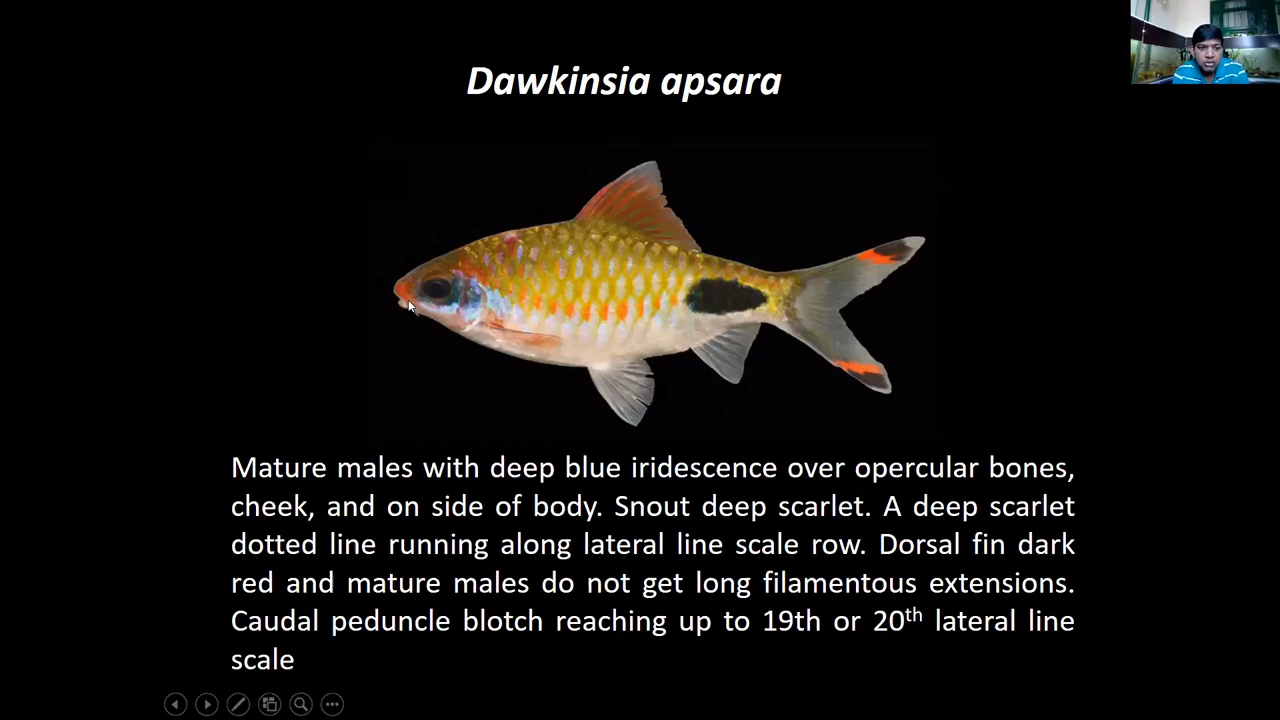 Dawkinsia apsara
Mature males with deep blue iridescence over opercular bones,
cheek, and on side of body. Snout deep scarlet. A deep scarlet
dotted line running along lateral line scale row. Dorsal fin dark
red and mature males do not get long filamentous extensions.
Caudal peduncle blotch reaching up to 19th or 20th lateral line
scale